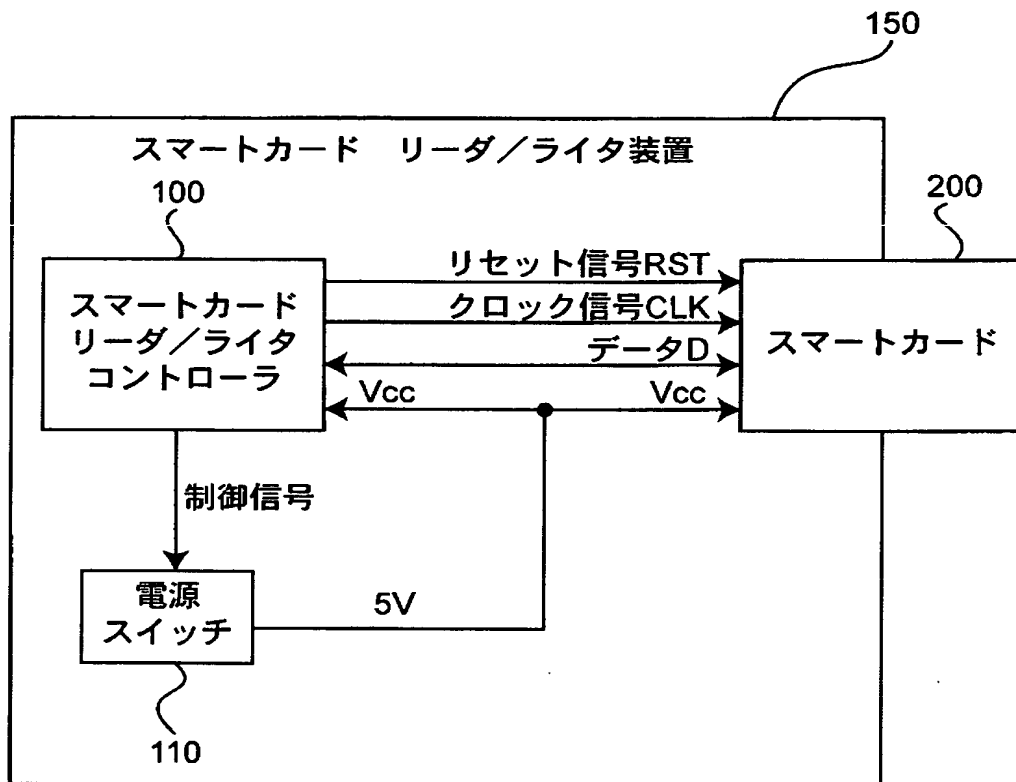 150
スマートカード　リーダ／ライタ装置
100
200
スマートカード
リーダ／ライタ
コントローラ
リセット信号RST
クロック信号CLK
データD
Vcc
Vcc
スマートカード
制御信号
電源
スイッチ
5V
110